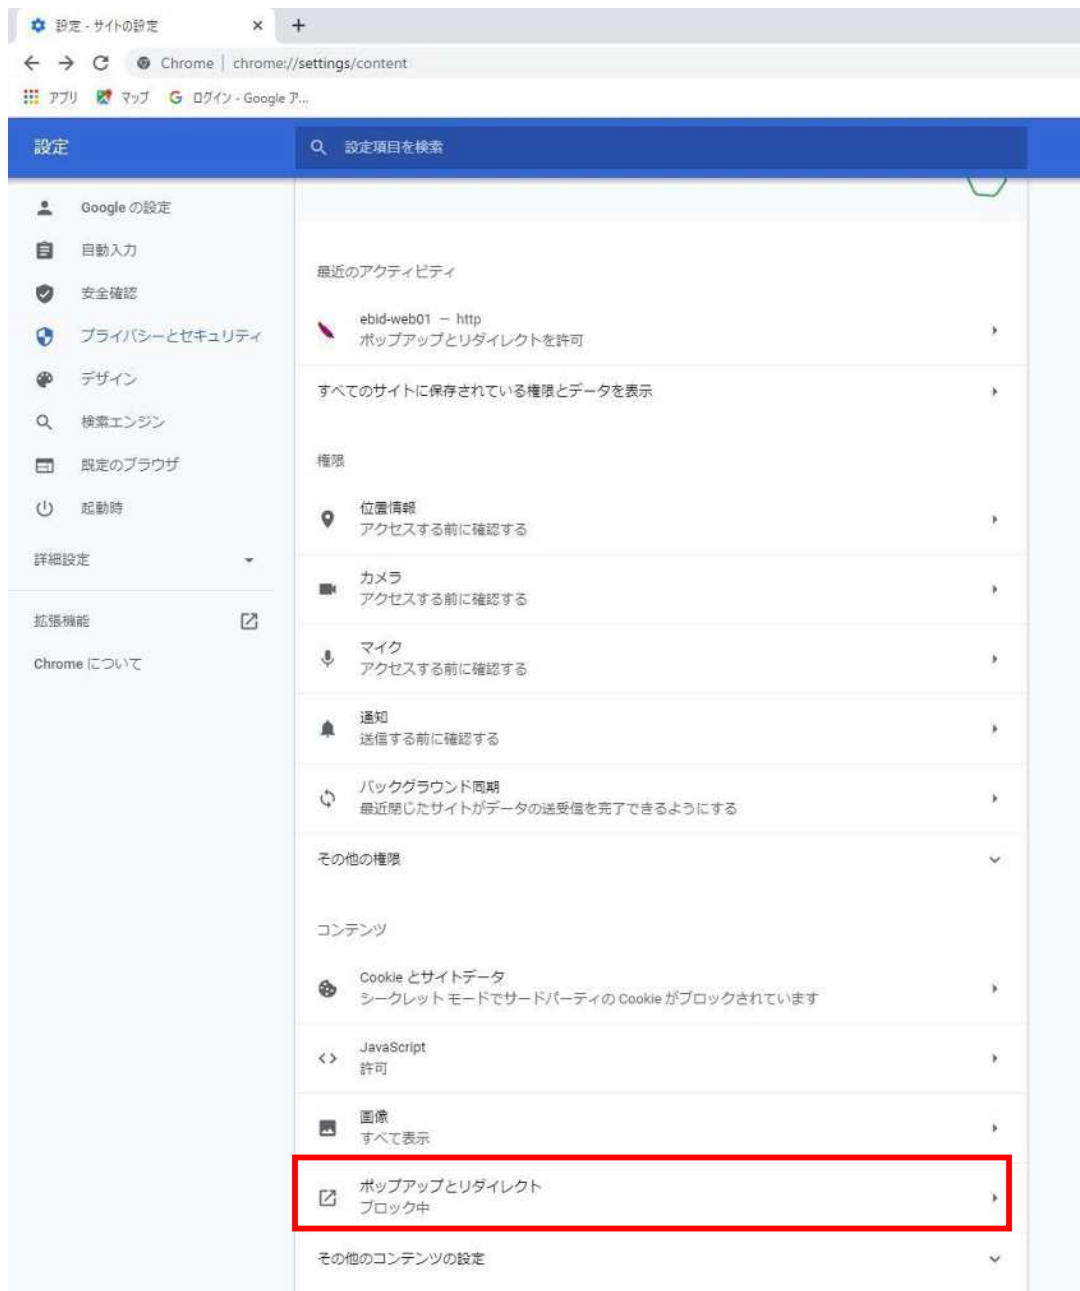 設定 - サイトの設定
Chrome | chrome://settings/content
アプリ マップ ログイン - Google ア...
設定
設定項目を検索
Google の設定
自動入力
安全確認
プライバシーとセキュリティ
デザイン
検索エンジン
既定のブラウザ
起動時
詳細設定
拡張機能
Chrome について
最近のアクティビティ
ebid-web01 － http
ポップアップとリダイレクトを許可
すべてのサイトに保存されている権限とデータを表示
権限
位置情報
アクセスする前に確認する
カメラ
アクセスする前に確認する
マイク
アクセスする前に確認する
通知
送信する前に確認する
バックグラウンド同期
最近閉じたサイトがデータの送受信を完了できるようにする
その他の権限
コンテンツ
Cookie とサイトデータ
シークレット モードでサードパーティの Cookie がブロックされています
JavaScript
許可
画像
すべて表示
ポップアップとリダイレクト
ブロック中
その他のコンテンツの設定